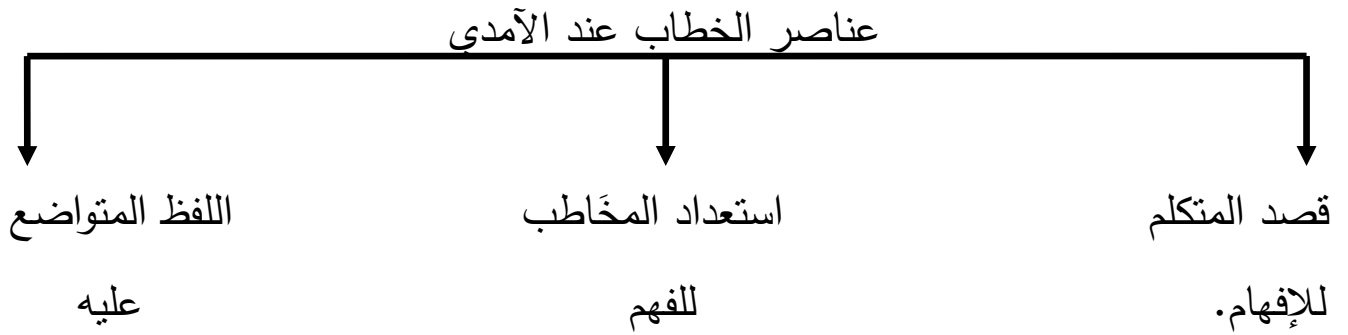 عناصر الخطاب عند الآمدي
قصد المتكلم
للإفهام.
استعداد المخَاطب
للفهم
اللفظ المتواضع
عليه